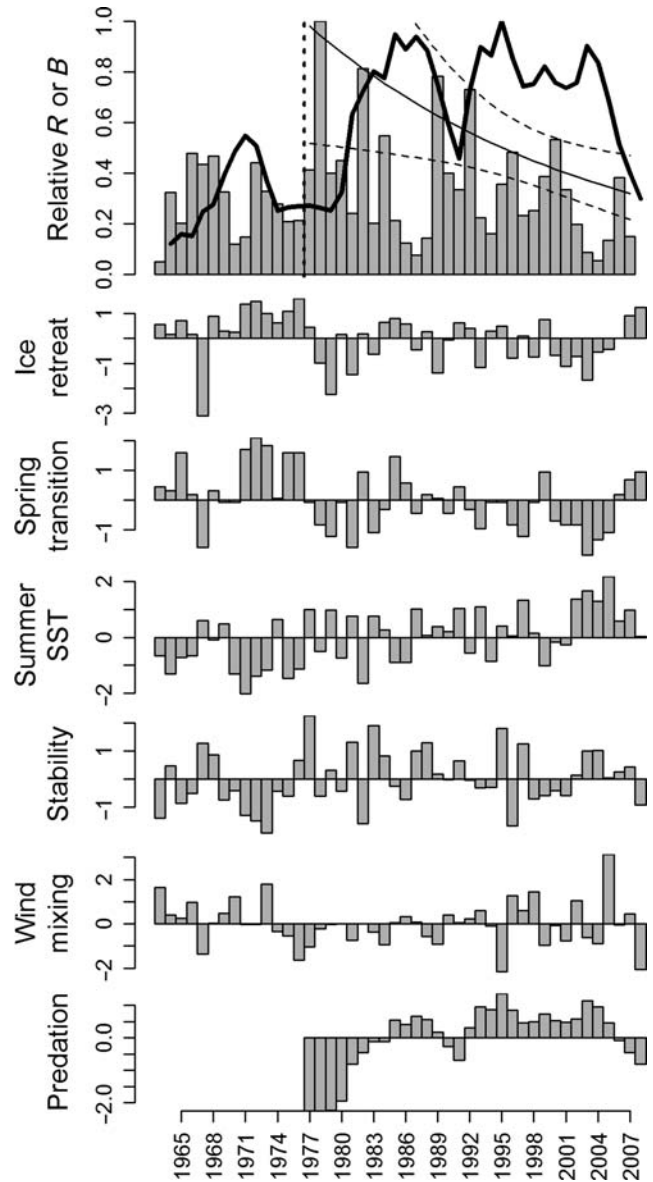 Relative R or B
0.0 0.2 0.4 0.6 0.8 1.0
Ice
retreat
−3 −1 1
Spring
transition
−1 1
Summer
SST
−2 0 2
Stability
−1 1
Wind
mixing
−2 0 2
Predation
−2.0 0.0
1965 1968 1971 1974 1977 1980 1983 1986 1989 1992 1995 1998 2001 2004 2007